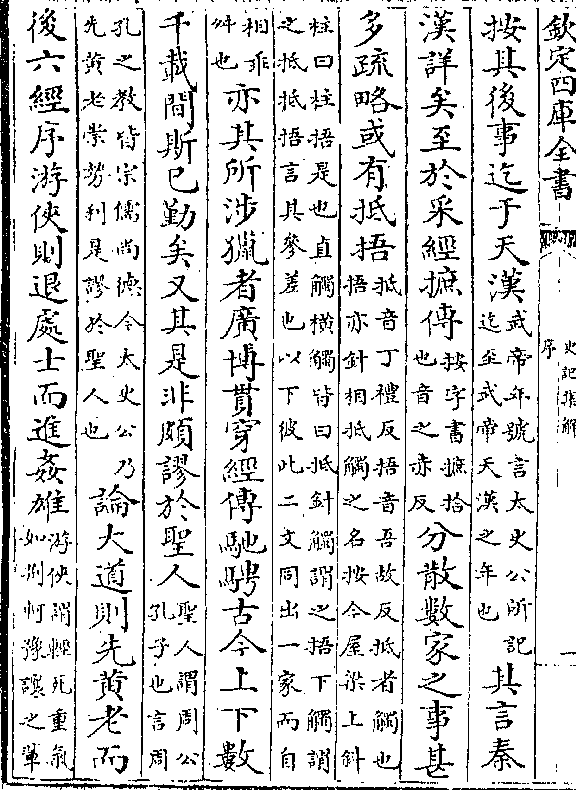 欽定四庫全書
史記集解
序
一
按其後事迄于天漢武帝年號言太史公所記迄至武帝天漢之年也其言秦
漢詳矣至於采經摭傳按字書摭拾也音之赤反分散數家之事甚
多疏略或有抵捂抵音丁禮反捂音吾故反抵者觸也捂亦斜相抵觸之名按今屋梁上斜
柱曰柱捂是也直觸橫觸皆曰抵斜觸謂之捂下觸謂之抵抵捂言其參差也以下彼此二文同出一家而自
相乖舛也亦其所涉獵者廣博貫穿經傳馳騁古今上下數
千載間斯已勤矣又其是非頗謬於聖人聖人謂周公孔子也言周
孔之教皆宗儒尚德今太史公乃先黄老崇勢利是謬於聖人也論大道則先黄老而
後六經序游俠則退處士而進姦雄游俠謂輕死重氣如荆軻豫讓之軰